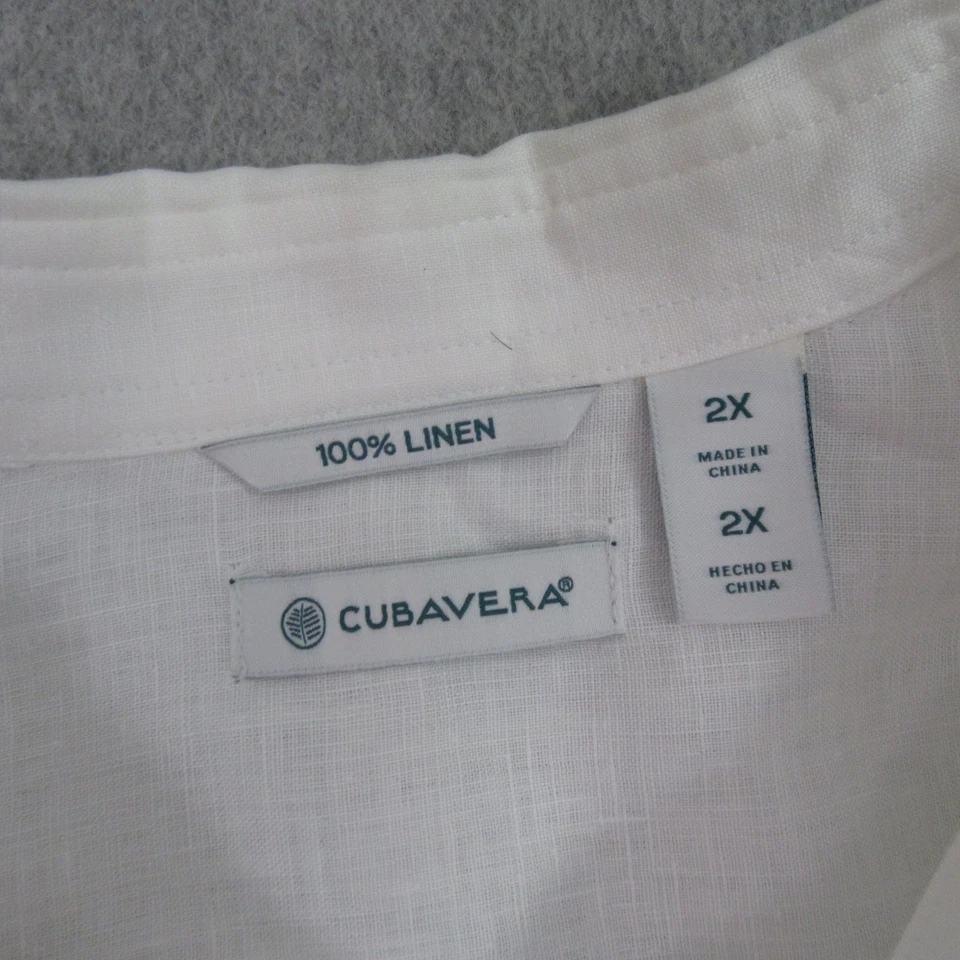 100% LINEN
CUBAVERA®
2X
MADE IN
CHINA
2X
HECHO EN
CHINA